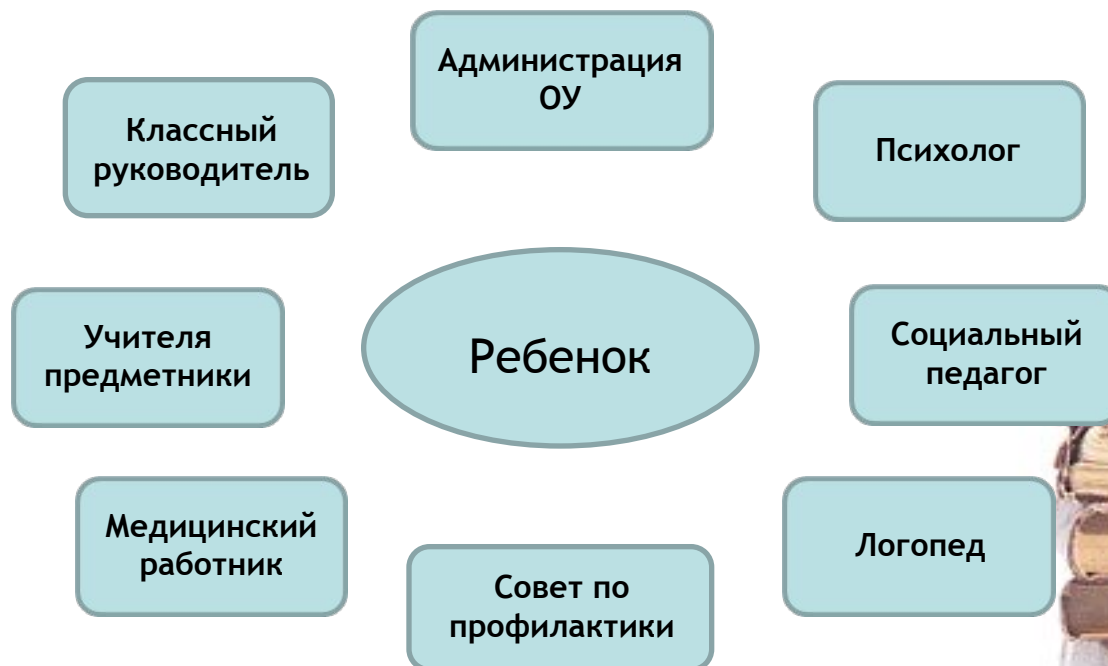 Администрация
ОУ
Классный
руководитель
Психолог
Учителя
предметники
Ребенок
Социальный
педагог
Медицинский
работник
Логопед
Совет по
профилактики